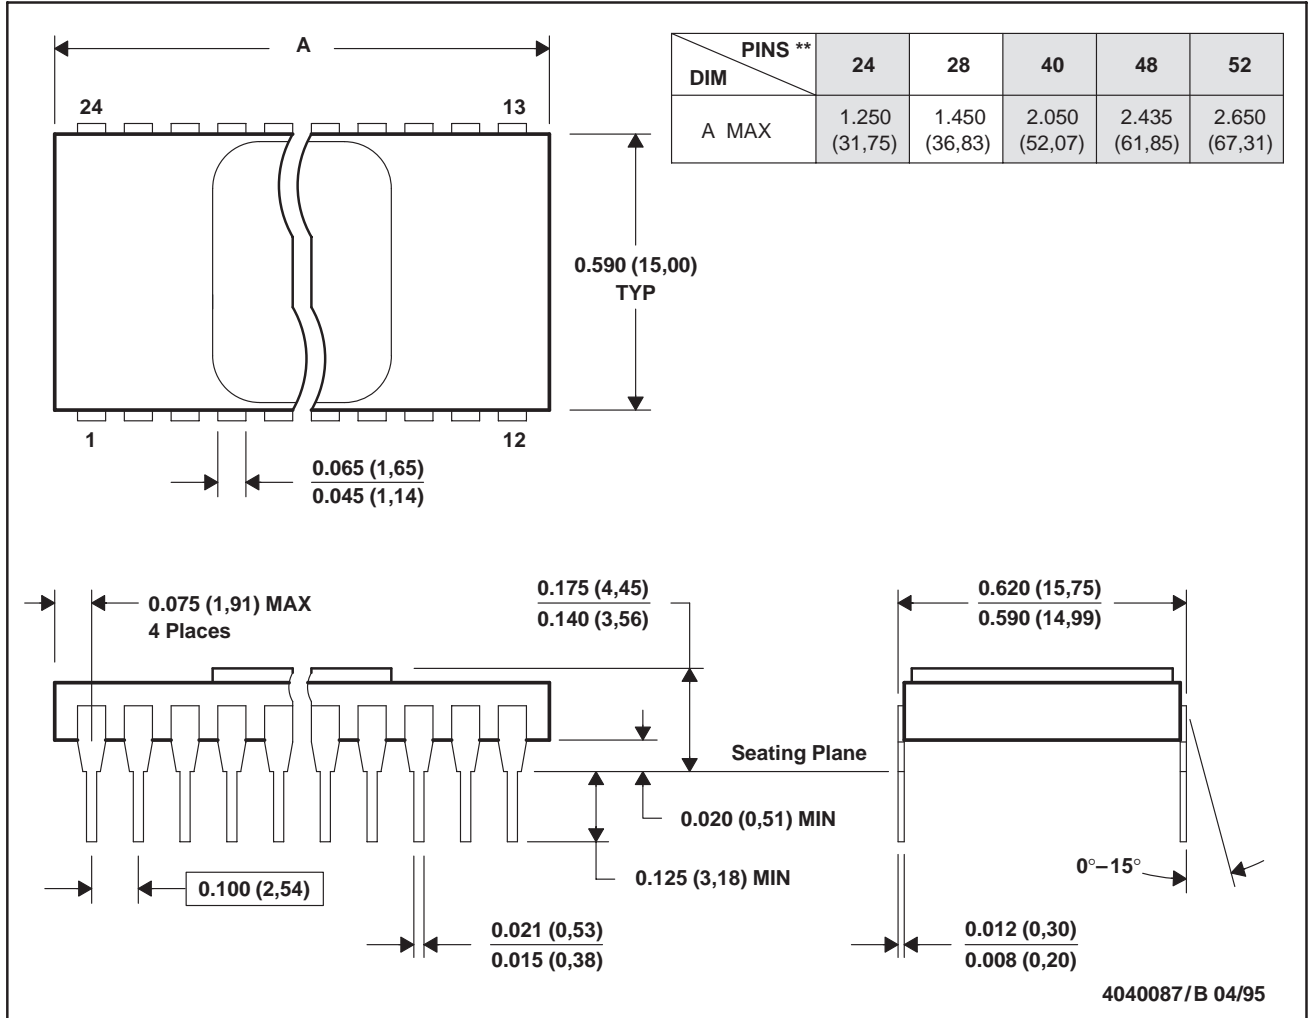 A
PINS **
DIM
24 28 40 48 52
A MAX
1.250 1.450 2.050 2.435 2.650
(31,75) (36,83) (52,07) (61,85) (67,31)
24 13
0.590 (15,00)
TYP
1 12
0.065 (1,65)
0.045 (1,14)
0.075 (1,91) MAX
4 Places
0.175 (4,45)
0.140 (3,56)
0.620 (15,75)
0.590 (14,99)
Seating Plane
0.020 (0,51) MIN
0.125 (3,18) MIN
0°–15°
0.100 (2,54)
0.021 (0,53)
0.015 (0,38)
0.012 (0,30)
0.008 (0,20)
4040087/B 04/95